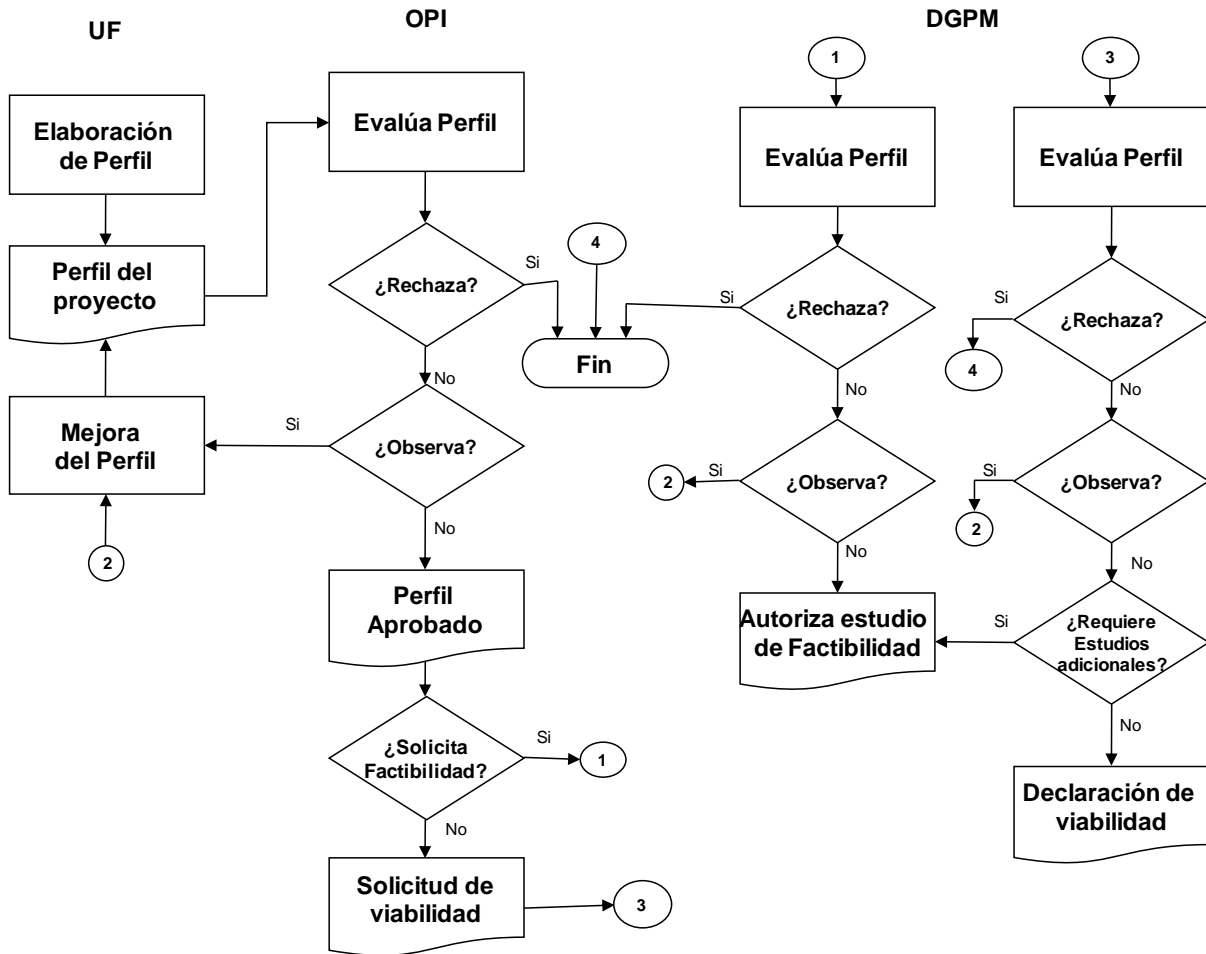 UF
OPI
DGPM
Elaboración
de Perfil
Perfil del
proyecto
Mejora
del Perfil
2
Evalúa Perfil
¿Rechaza?
Si
No
4
Fin
¿Observa?
Si
No
Perfil
Aprobado
¿Solicita
Factibilidad?
Si
1
No
Solicitud de
viabilidad
3
1
Evalúa Perfil
¿Rechaza?
Si
No
¿Observa?
Si
2
No
Autoriza estudio
de Factibilidad
3
Evalúa Perfil
¿Rechaza?
Si
4
No
¿Observa?
Si
2
No
¿Requiere
Estudios
adicionales?
Si
No
Declaración de
viabilidad